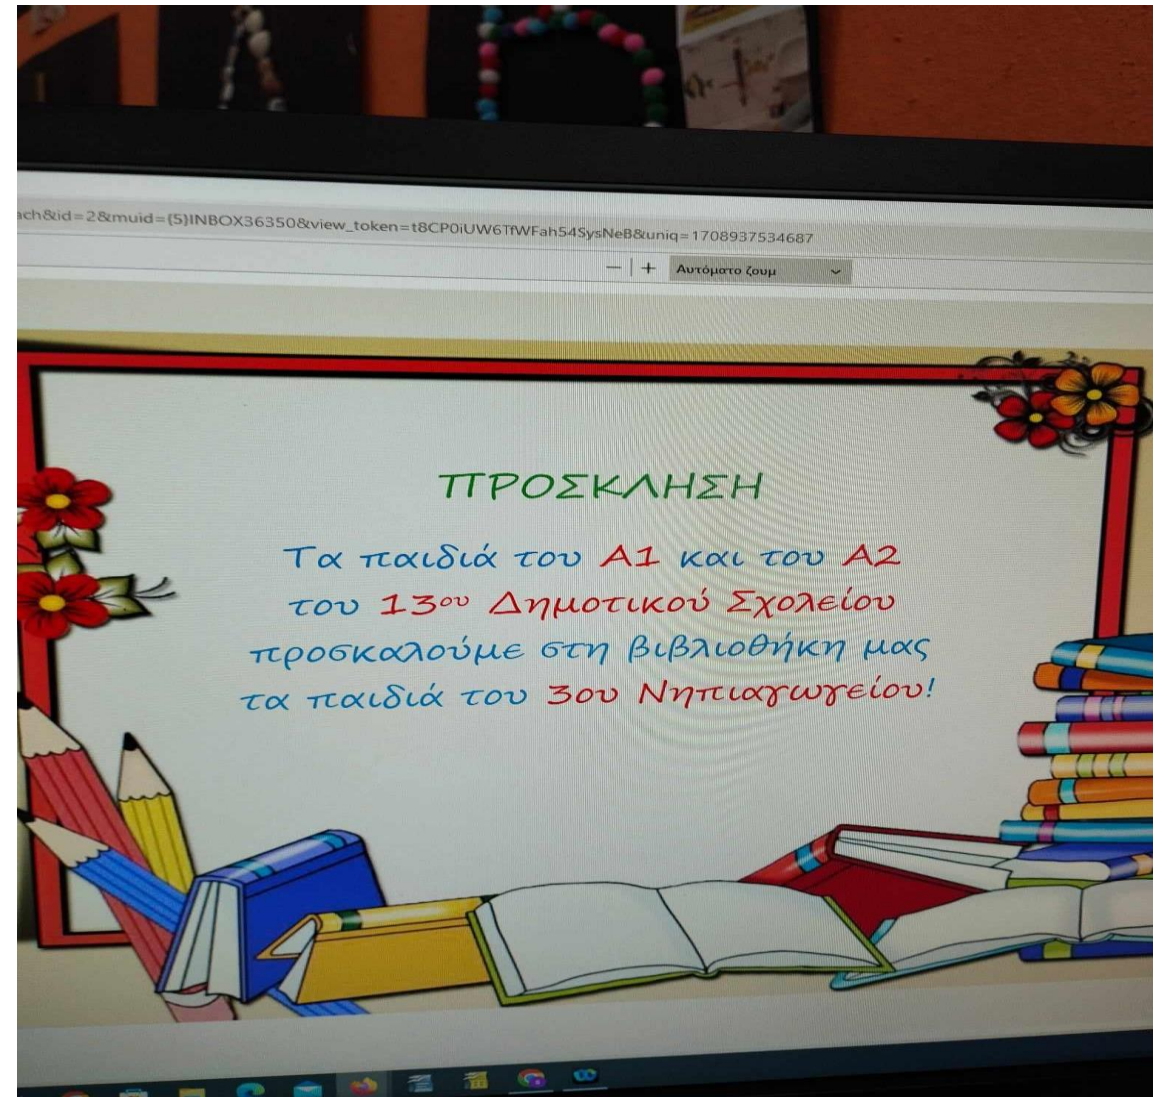 ach&id=2&muid=(5)INBOX36350&view_token=t8CP0iUW6TfWFah54SysNeB&uniq=1708937534687
— | + Αυτόματο ζουμ
ΠΡΟΣΚΛΗΣΗ
Τα παιδιά του Α1 και του Α2
του 13ου Δημοτικού Σχολείου
προσκαλούμε στη βιβλιοθήκη μας
τα παιδιά του 3ου Νηπιαγωγείου!